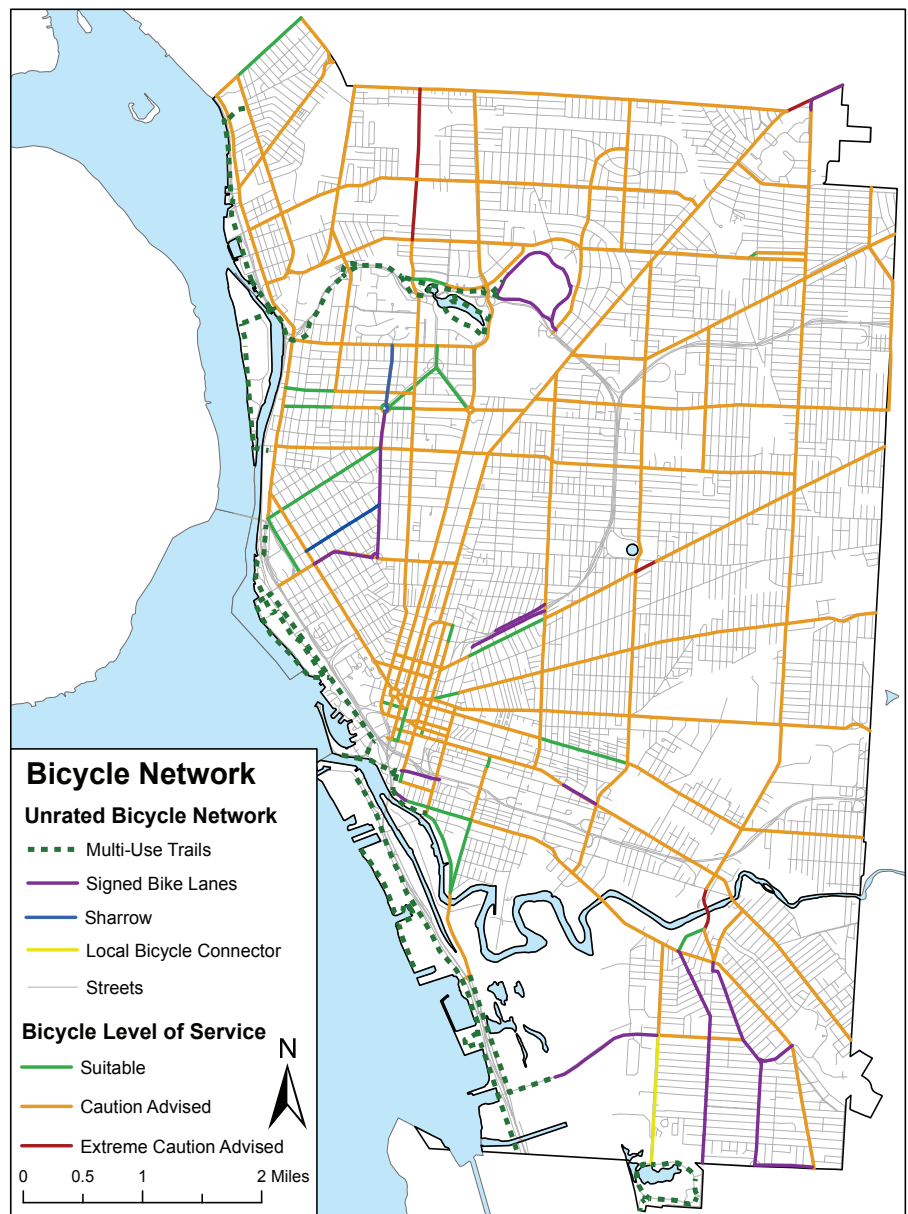 Bicycle Network
Unrated Bicycle Network
Multi-Use Trails
Signed Bike Lanes
Sharrow
Local Bicycle Connector
Streets
Bicycle Level of Service
N
Suitable
Caution Advised
Extreme Caution Advised
0 0.5 1 2 Miles